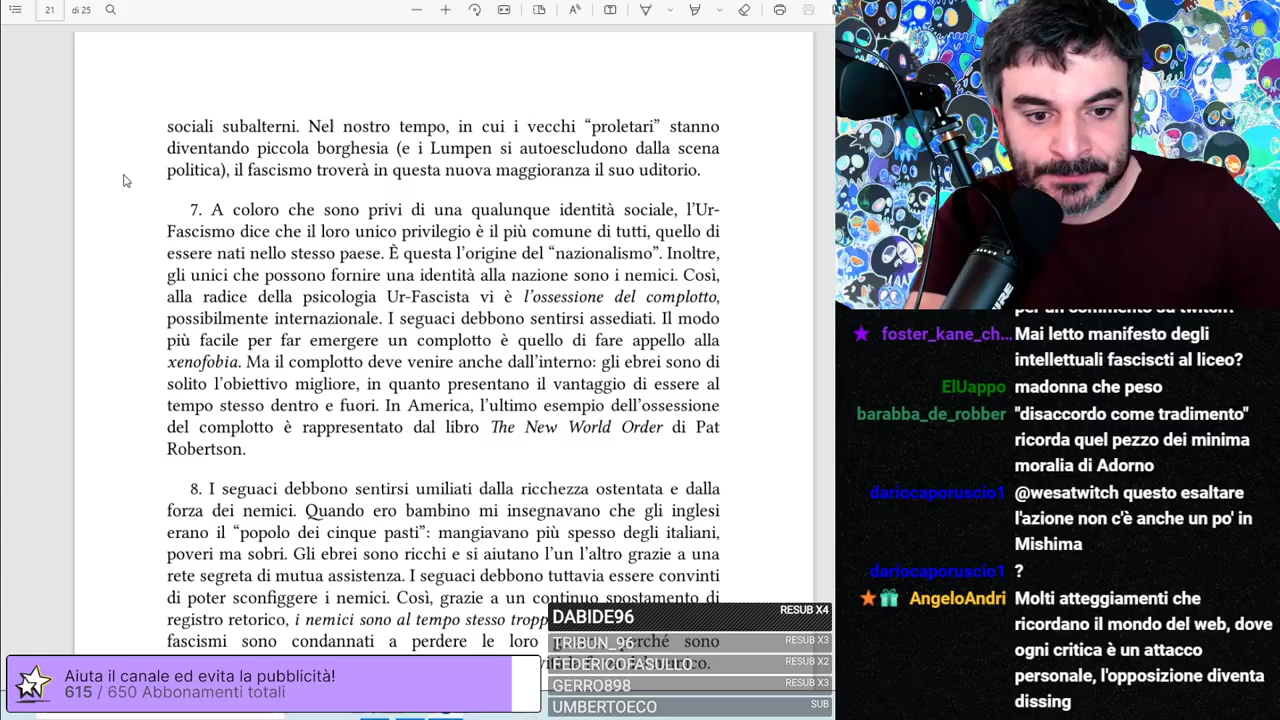 21 di 25
sociali subalterni. Nel nostro tempo, in cui i vecchi “proletari” stanno
diventando piccola borghesia (e i Lumpen si autoescludono dalla scena
politica), il fascismo troverà in questa nuova maggioranza il suo uditorio.
7. A coloro che sono privi di una qualunque identità sociale, l’Ur-
Fascismo dice che il loro unico privilegio è il più comune di tutti, quello di
essere nati nello stesso paese. È questa l’origine del “nazionalismo”. Inoltre,
gli unici che possono fornire una identità alla nazione sono i nemici. Così,
alla radice della psicologia Ur-Fascista vi è l’ossessione del complotto,
possibilmente internazionale. I seguaci debbono sentirsi assediati. Il modo
più facile per far emergere un complotto è quello di fare appello alla
xenofobia. Ma il complotto deve venire anche dall’interno: gli ebrei sono di
solito l’obiettivo migliore, in quanto presentano il vantaggio di essere al
tempo stesso dentro e fuori. In America, l’ultimo esempio dell’ossessione
del complotto è rappresentato dal libro The New World Order di Pat
Robertson.
8. I seguaci debbono sentirsi umiliati dalla ricchezza ostentata e dalla
forza dei nemici. Quando ero bambino mi insegnavano che gli inglesi
erano il “popolo dei cinque pasti”: mangiavano più spesso degli italiani,
poveri ma sobri. Gli ebrei sono ricchi e si aiutano l’un l’altro grazie a una
rete segreta di mutua assistenza. I seguaci debbono tuttavia essere convinti
di poter sconfiggere i nemici. Così, grazie a un continuo spostamento di
registro retorico, i nemici sono al tempo stesso
fascismi sono condannati a perdere le loro perché sono
Aiuta il canale ed evita la pubblicità!
615 / 650 Abbonamenti totali
DABIDE96 RESUB X4
TRIBUN_96 RESUB X3
FEDERICOFASULLO RESUB X2
GERRO898 RESUB X3
UMBERTOECO SUB
per un commento su twitch?
foster_kane_ch... Mai letto manifesto degli
intellettuali fasciscti al liceo?
ElUappo madonna che peso
barabba_de_robber "disaccordo come tradimento"
ricorda quel pezzo dei minima
moralia di Adorno
dariocaporuscio1 @wesatwitch questo esaltare
l'azione non c'è anche un po' in
Mishima
dariocaporuscio1 ?
AngeloAndri Molti atteggiamenti che
ricordano il mondo del web, dove
ogni critica è un attacco
personale, l'opposizione diventa
dissing